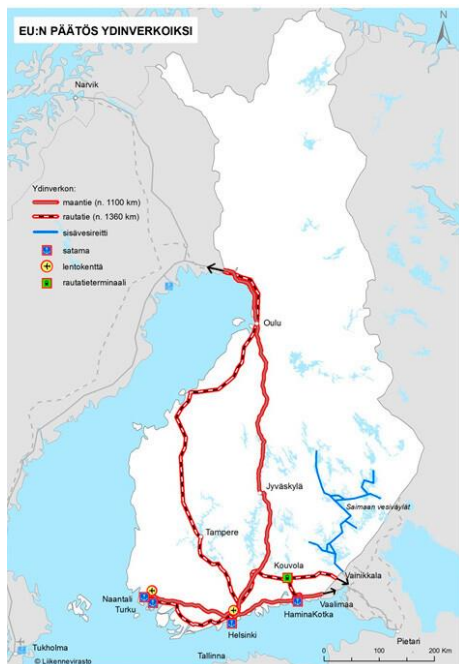 EU:N PÄÄTÖS YDINVERKOIKSI
N
Narvik
Ydinverkon:
maantie (n. 1100 km)
rautatie (n. 1360 km)
sisävesireitti
satama
lentokenttä
rautatieterminaali
Oulu
Jyväskylä
Saimaan vesiväylät
Tampere
Kouvola
Vainikkala
Naantali
Turku
HaminaKotka
Vaalimaa
Helsinki
Pietari
Tukholma
Tallinna
0 100 200 Km
© Liikennevirasto